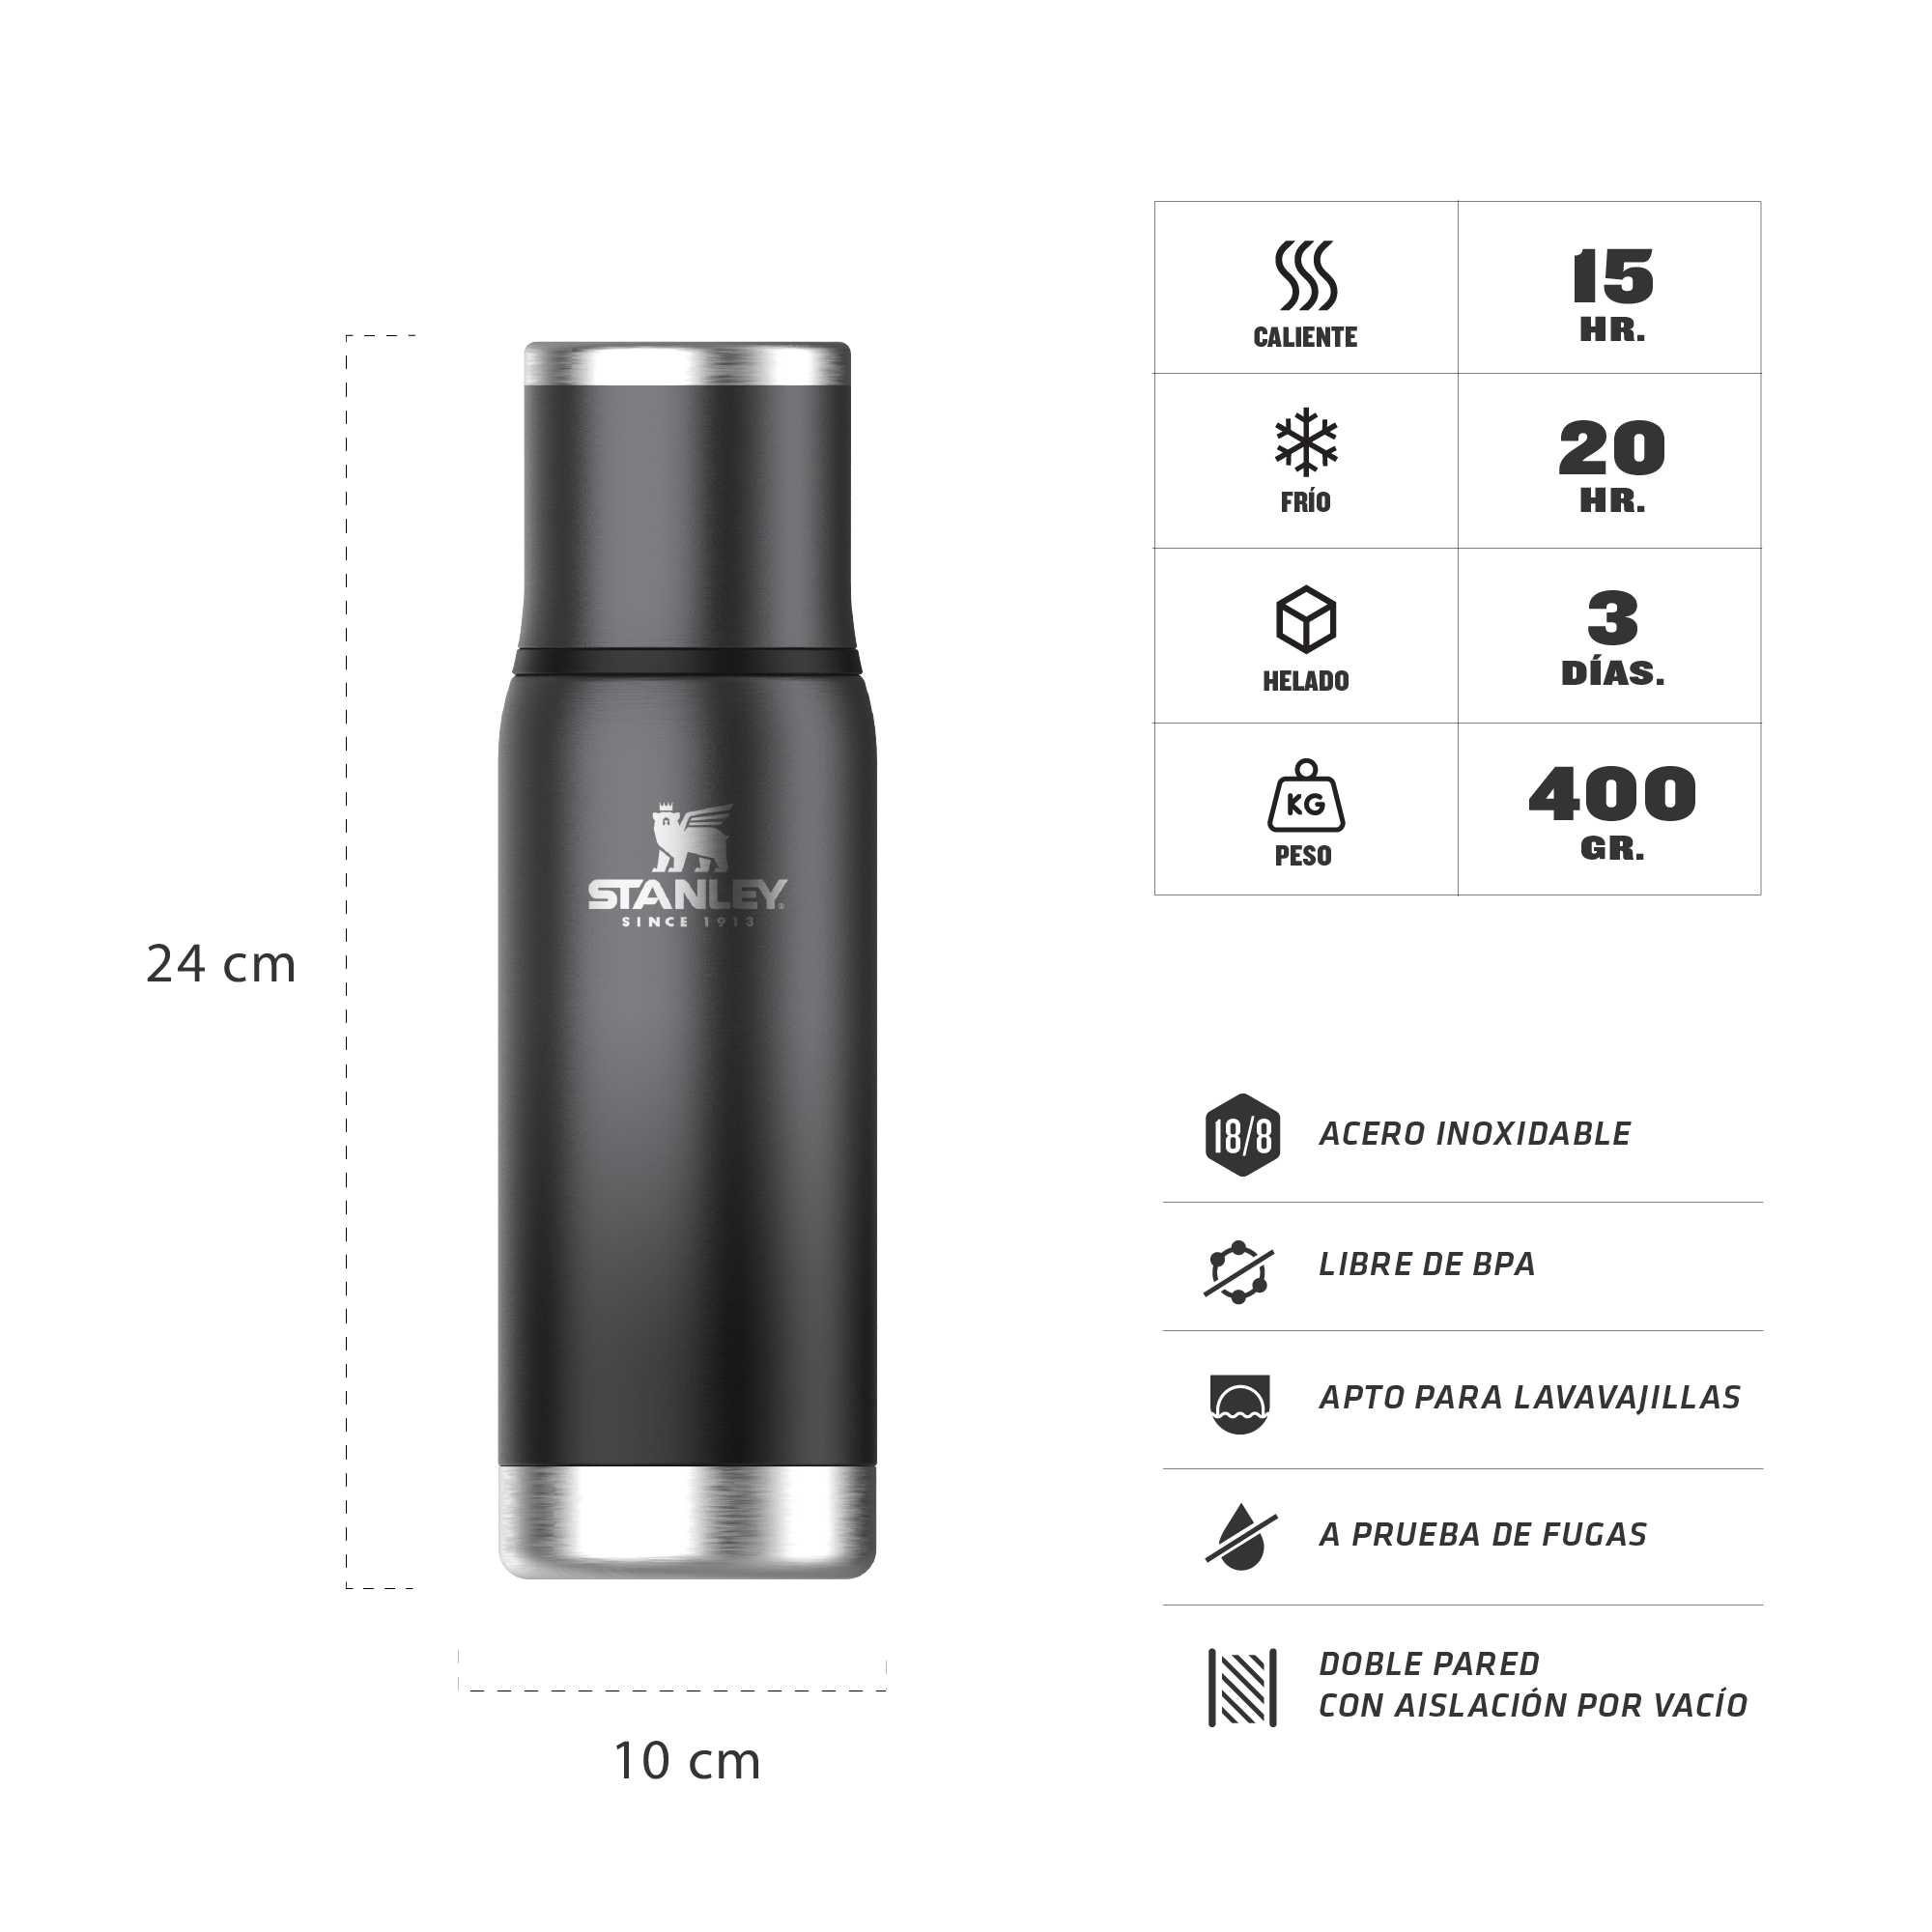 CALIENTE
15
HR.
FRÍO
20
HR.
HELADO
3
DÍAS.
KG
PESO
400
GR.
STANLEY®
SINCE 1913
24 cm
10 cm
18/8
ACERO INOXIDABLE
LIBRE DE BPA
APTO PARA LAVAVAJILLAS
A PRUEBA DE FUGAS
DOBLE PARED
CON AISLACIÓN POR VACÍO